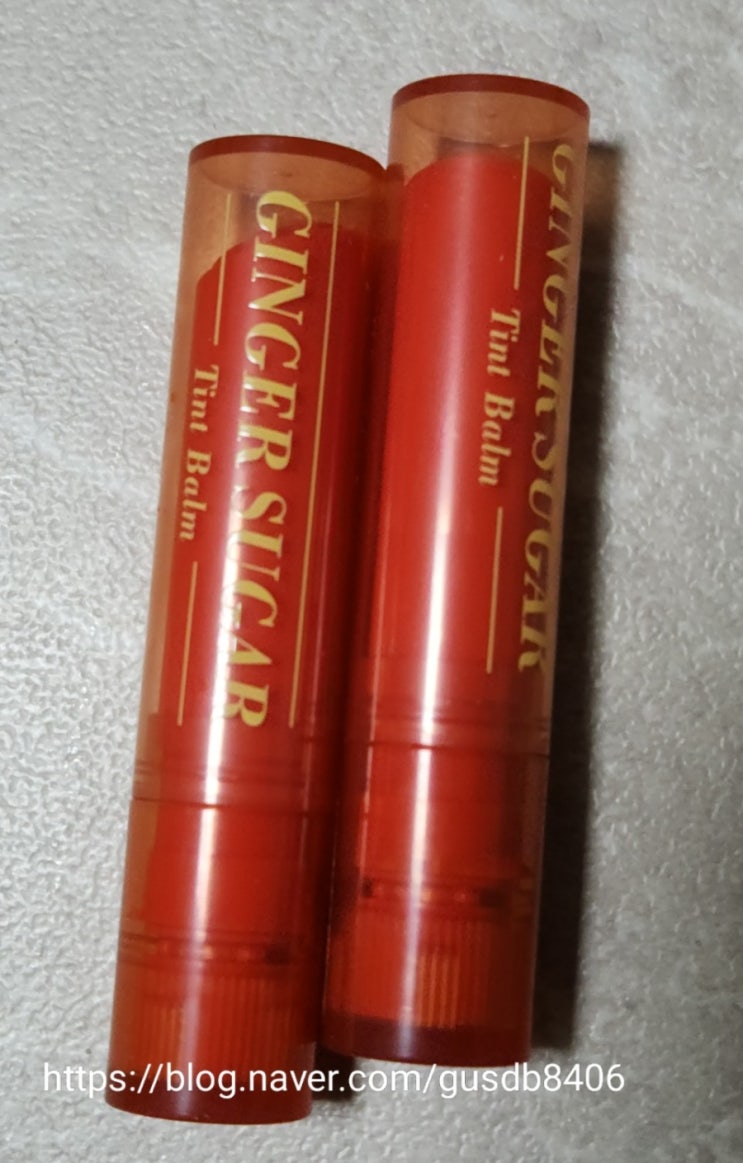 GINGER SUGAR
Tint Balm
GINGER SUGAR
Tint Balm
https://blog.naver.com/gusdb8406